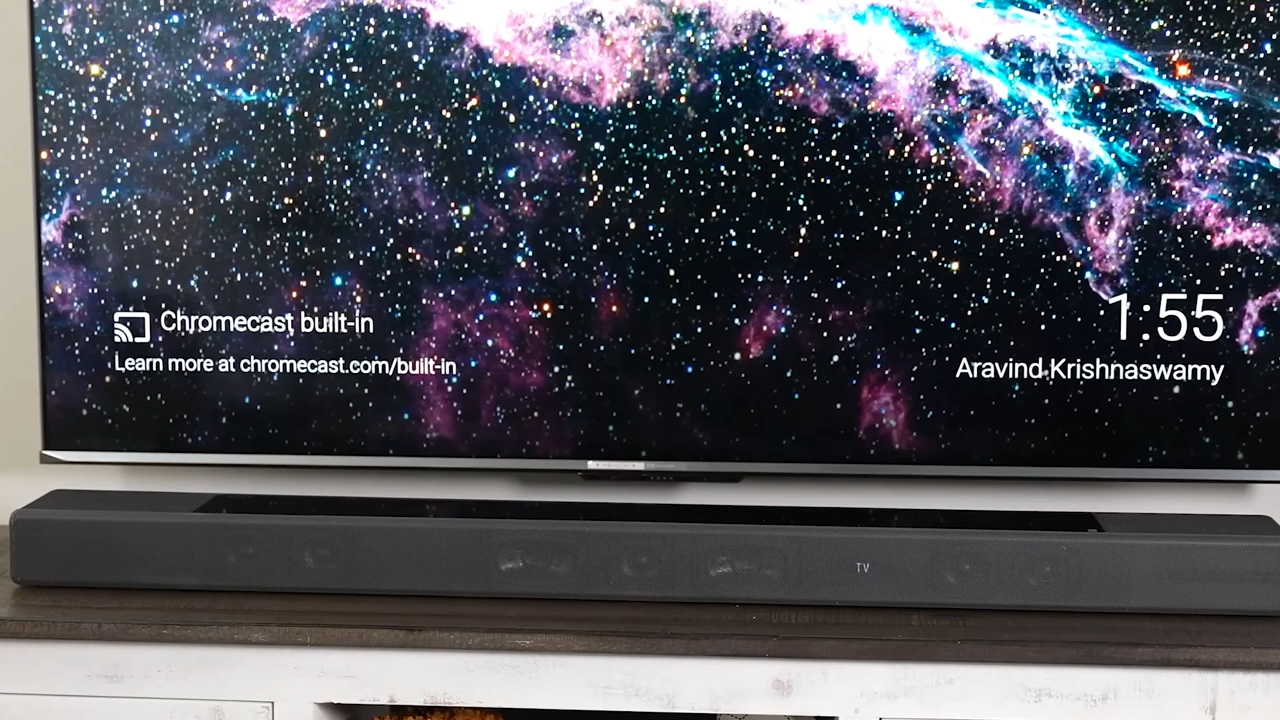 Chromecast built-in
Learn more at chromecast.com/built-in
1:55
Aravind Krishnaswamy
TV